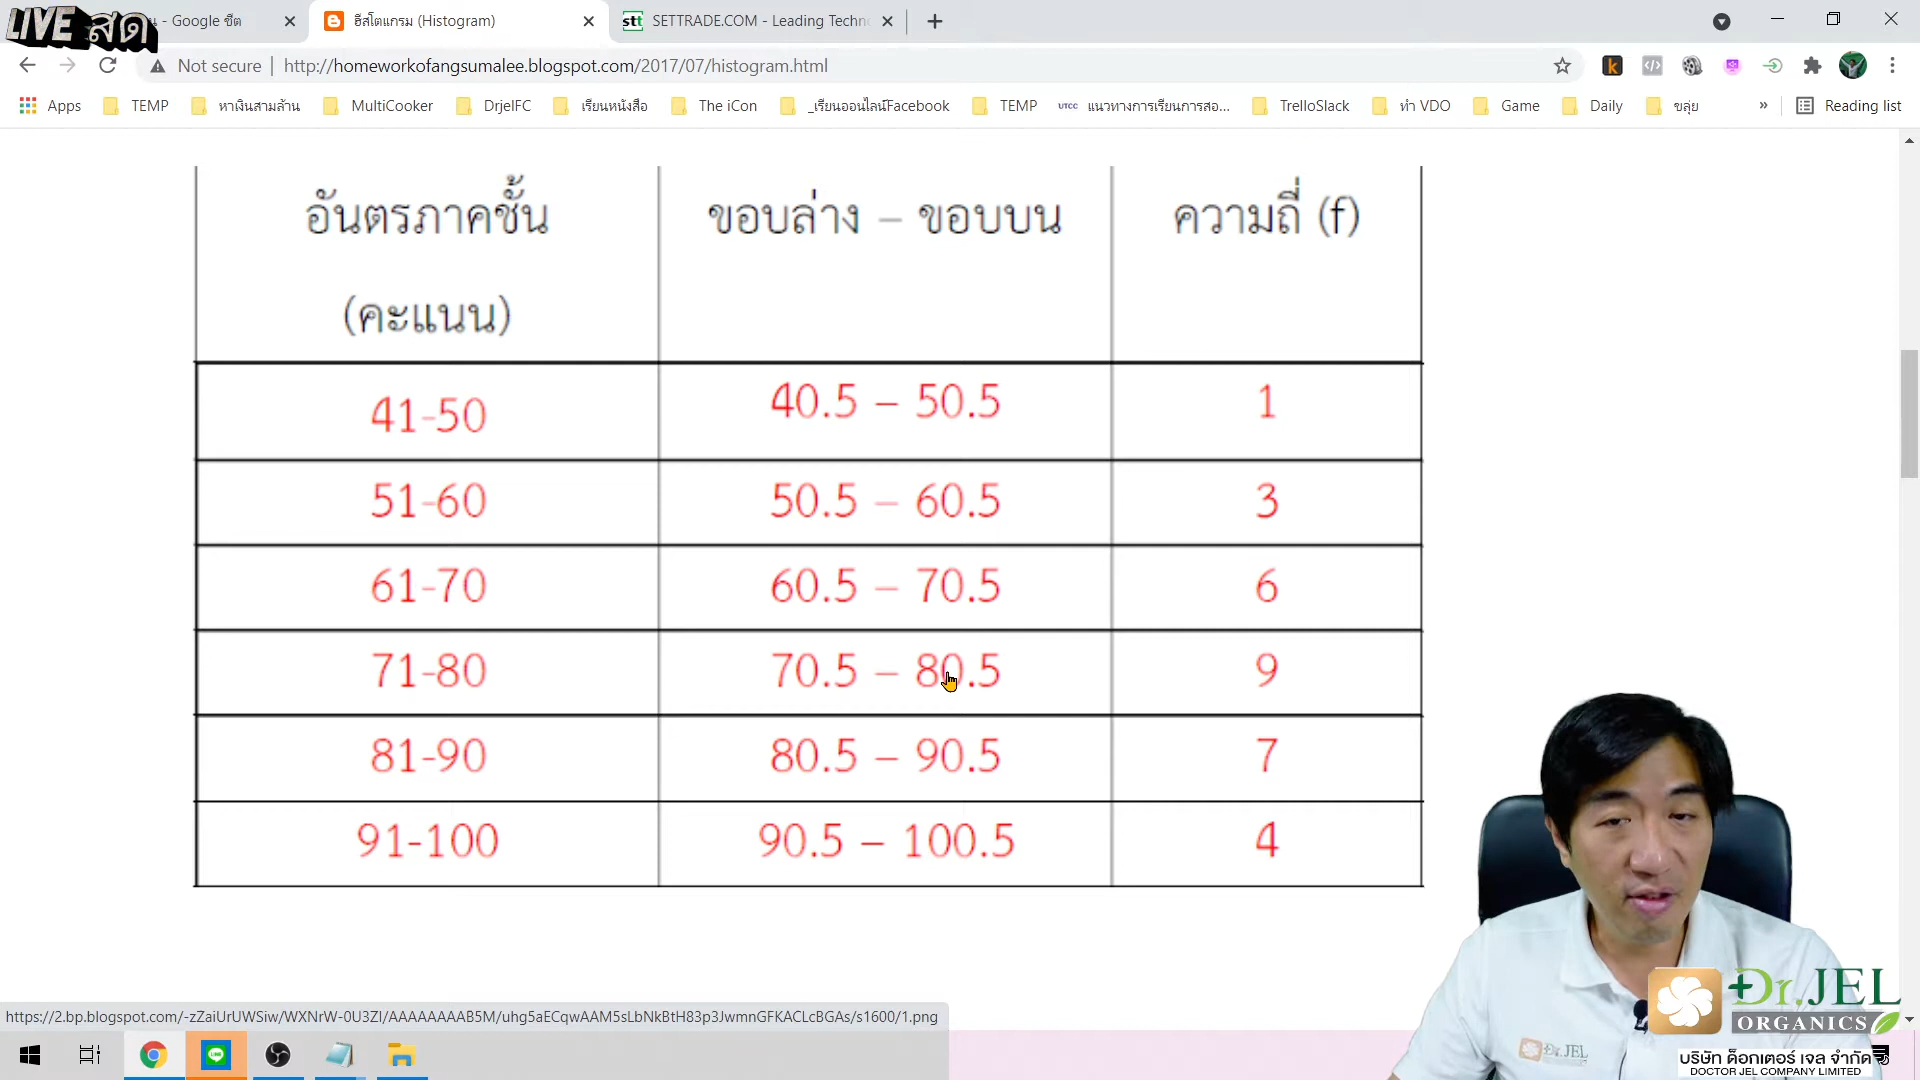 LIVE สด
น - Google ชีต
ฮีสโตแกรม (Histogram)
stt SETTRADE.COM - Leading Techn
Not secure
http://homeworkofangsumalee.blogspot.com/2017/07/histogram.html
Apps
TEMP
หาเงินสามล้าน
MultiCooker
DrjelFC
เรียนหนังสือ
The iCon
_เรียนออนไลน์Facebook
TEMP
UTCC แนวทางการเรียนการสอ...
TrelloSlack
ทำ VDO
Game
Daily
ขลุ่ย
»
Reading list
อันตรภาคชั้น
(คะแนน)
ขอบล่าง – ขอบบน
ความถี่ (f)
41-50 40.5 – 50.5 1
51-60 50.5 – 60.5 3
61-70 60.5 – 70.5 6
71-80 70.5 – 80.5 9
81-90 80.5 – 90.5 7
91-100 90.5 – 100.5 4
https://2.bp.blogspot.com/-zZaiUrUWSiw/WXNrW-0U3ZI/AAAAAAAAB5M/uhg5aECqwAAM5sLbNkBtH83p3JwmnGFKACLcBGAs/s1600/1.png
Dr.JEL
Dr.JEL
ORGANICS
บริษัท ด็อกเตอร์ เจล จำกัด
DOCTOR JEL COMPANY LIMITED